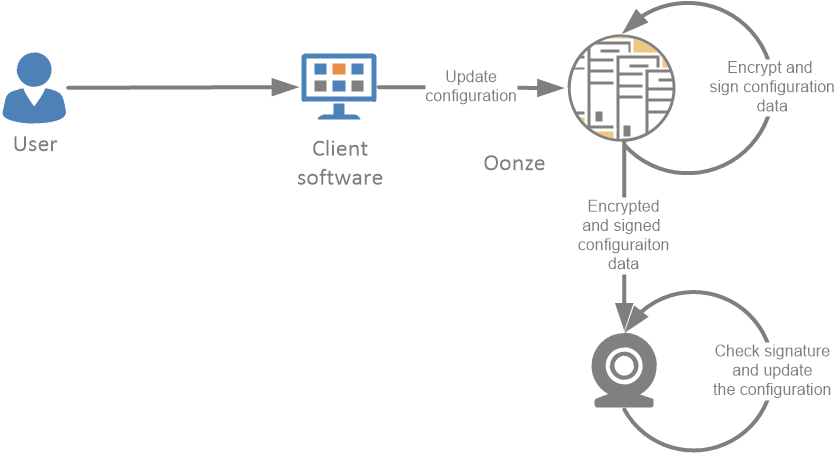 User
Client
software
Update
configuration
Oonze
Encrypt and
sign configuration
data
Encrypted
and signed
configuraiton
data
Check signature
and update
the configuration